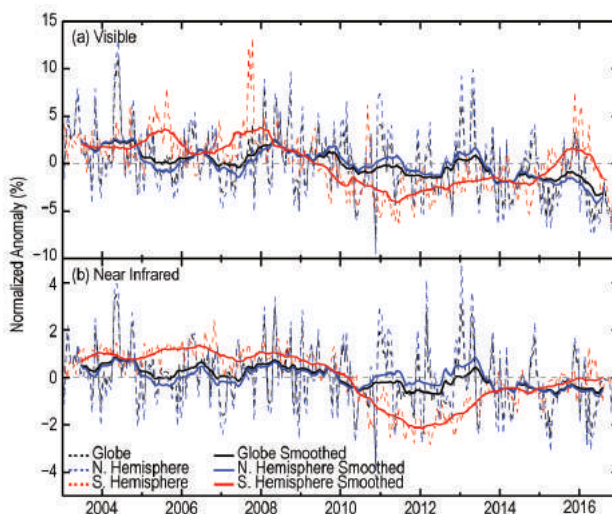 (a) Visible
15
10
5
0
−5
−10
Normalized Anomaly (%)
(b) Near Infrared
4
2
0
−2
−4
Globe
N. Hemisphere
S. Hemisphere
Globe Smoothed
N. Hemisphere Smoothed
S. Hemisphere Smoothed
2004 2006 2008 2010 2012 2014 2016